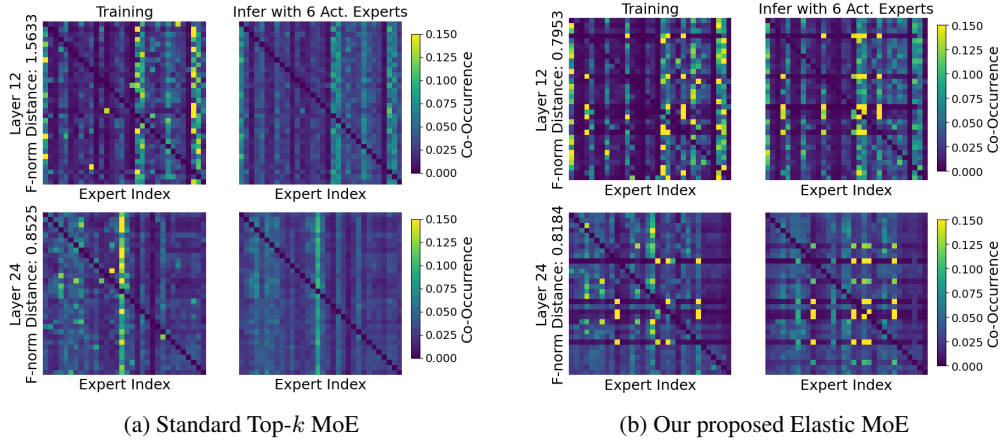 Training
Infer with 6 Act. Experts
Layer 12
F-norm Distance: 1.5633
Expert Index
Expert Index
0.150
0.125
0.100
0.075
0.050
0.025
0.000
Co-Occurrence
Layer 24
F-norm Distance: 0.8525
Expert Index
Expert Index
0.150
0.125
0.100
0.075
0.050
0.025
0.000
Co-Occurrence
(a) Standard Top-k MoE
Training
Infer with 6 Act. Experts
Layer 12
F-norm Distance: 0.7953
Expert Index
Expert Index
0.150
0.125
0.100
0.075
0.050
0.025
0.000
Co-Occurrence
Layer 24
F-norm Distance: 0.8184
Expert Index
Expert Index
0.150
0.125
0.100
0.075
0.050
0.025
0.000
Co-Occurrence
(b) Our proposed Elastic MoE